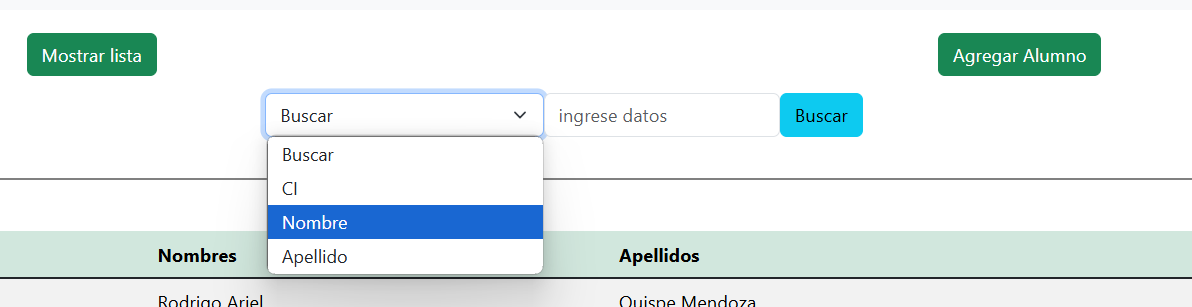 Mostrar lista
Agregar Alumno
Buscar
ingrese datos
Buscar
Buscar
CI
Nombre
Apellido
Nombres
Apellidos
Rodrigo Ariel
Quispe Mendoza